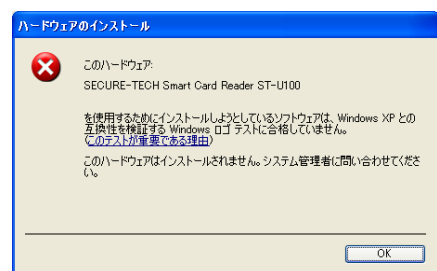 ハードウェアのインストール
このハードウェア:
SECURE-TECH Smart Card Reader ST-U100
を使用するためにインストールしようとしているソフトウェアは、Windows XP との
互換性を検証する Windows ロゴ テストに合格していません。
(このテストが重要である理由)
このハードウェアはインストールされません。システム管理者に問い合わせてくださ
い。
OK